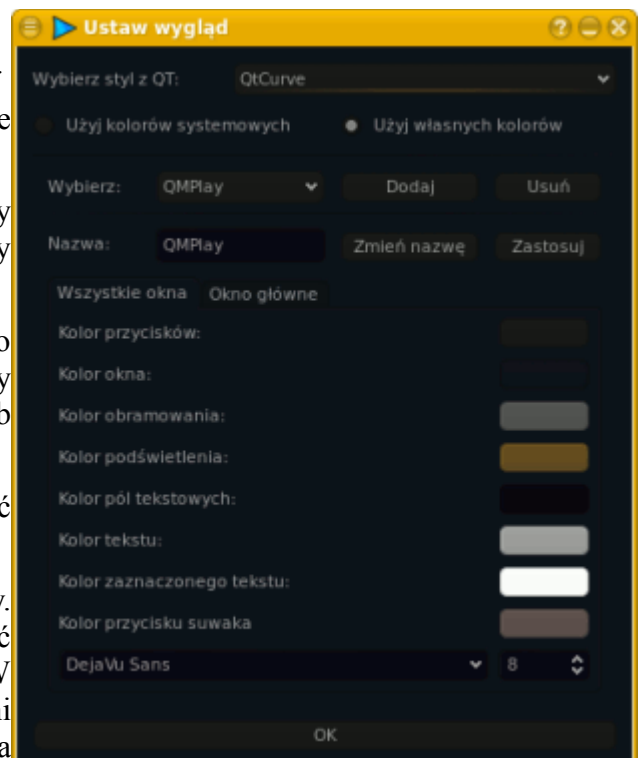 Ustaw wygląd
Wybierz styl z QT: QtCurve
Użyj kolorów systemowych Użyj własnych kolorów
Wybierz: QMPlay Dodaj Usuń
Nazwa: QMPlay Zmień nazwę Zastosuj
Wszystkie okna Okno główne
Kolor przycisków:
Kolor okna:
Kolor obramowania:
Kolor podświetlenia:
Kolor pól tekstowych:
Kolor tekstu:
Kolor zaznaczonego tekstu:
Kolor przycisku suwaka
DejaVu Sans 8
OK